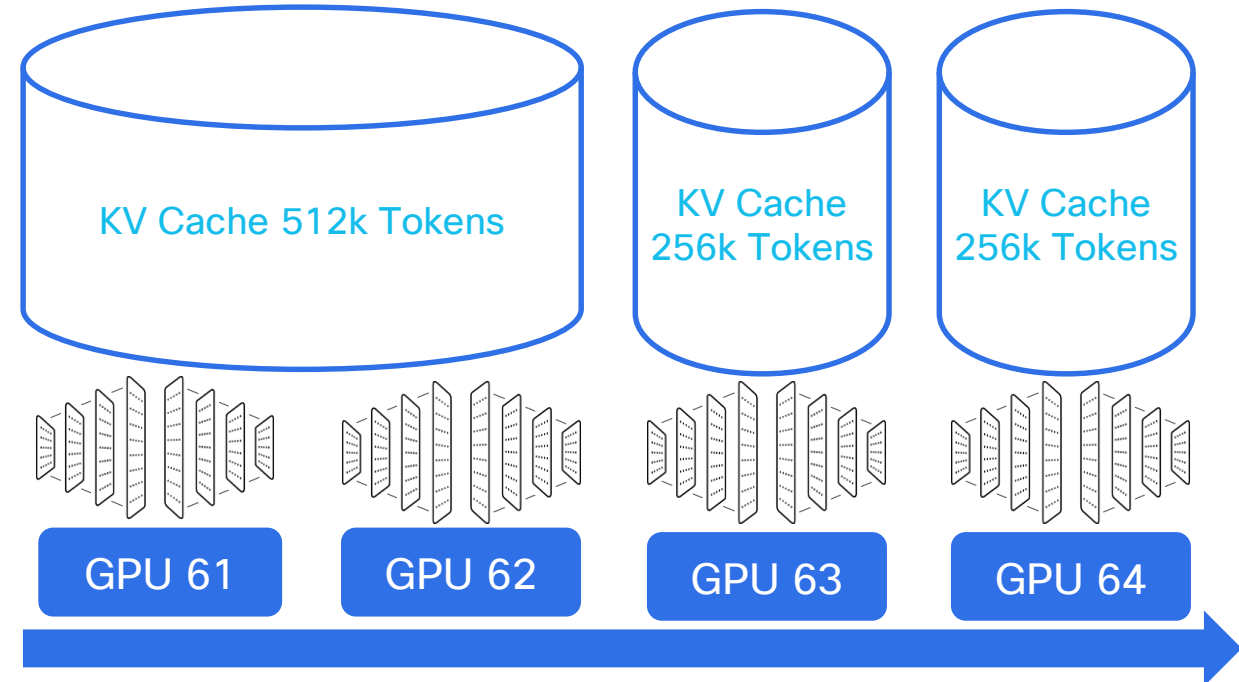 KV Cache 512k Tokens
KV Cache
256k Tokens
KV Cache
256k Tokens
GPU 61
GPU 62
GPU 63
GPU 64